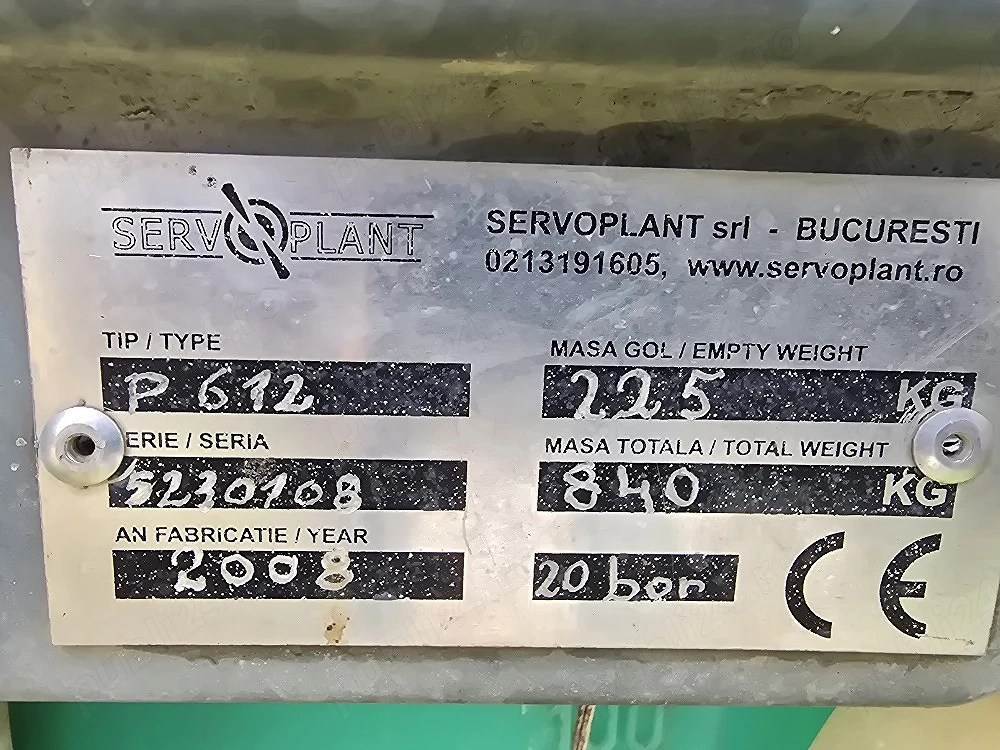 SERVOPLANT
SERVOPLANT srl - BUCURESTI
0213191605, www.servoplant.ro
TIP / TYPE
P 612
MASA GOL / EMPTY WEIGHT
225 KG
ERIE / SERIA
5230108
MASA TOTALA / TOTAL WEIGHT
840 KG
AN FABRICATIE / YEAR
2008
20 bar
CE